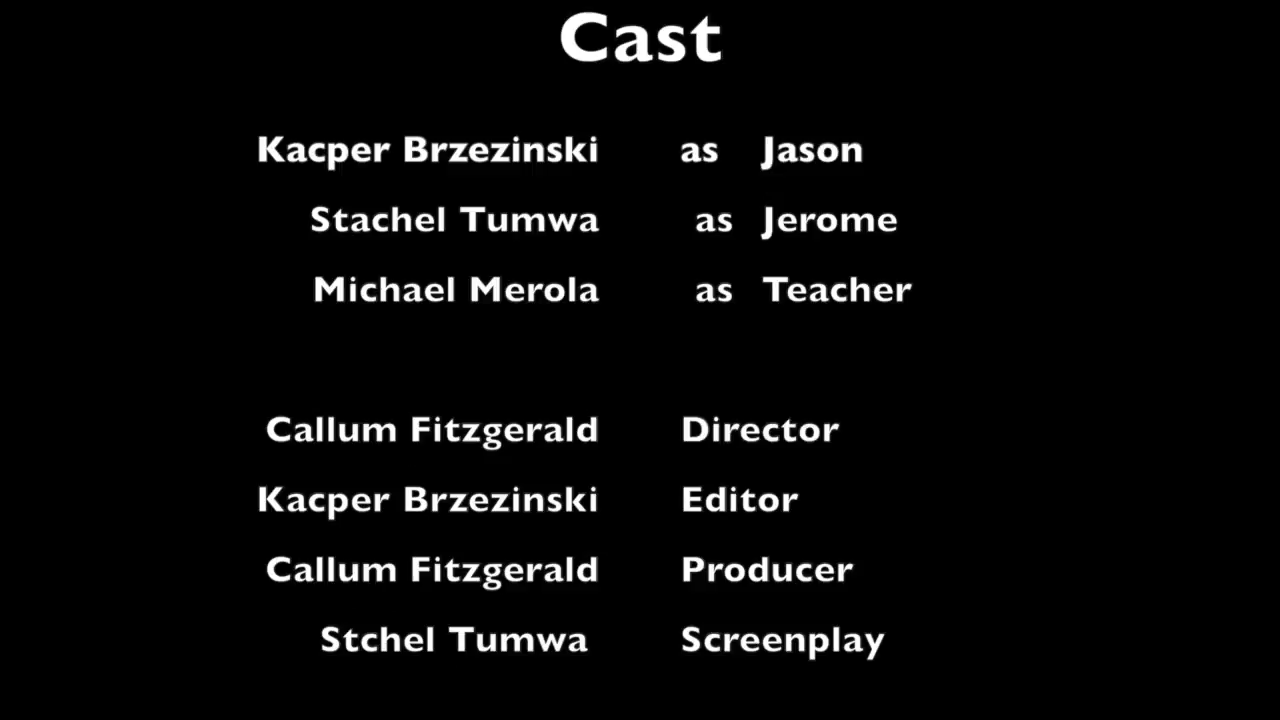 Cast
Kacper Brzezinski as Jason
Stachel Tumwa as Jerome
Michael Merola as Teacher
Callum Fitzgerald Director
Kacper Brzezinski Editor
Callum Fitzgerald Producer
Stchel Tumwa Screenplay